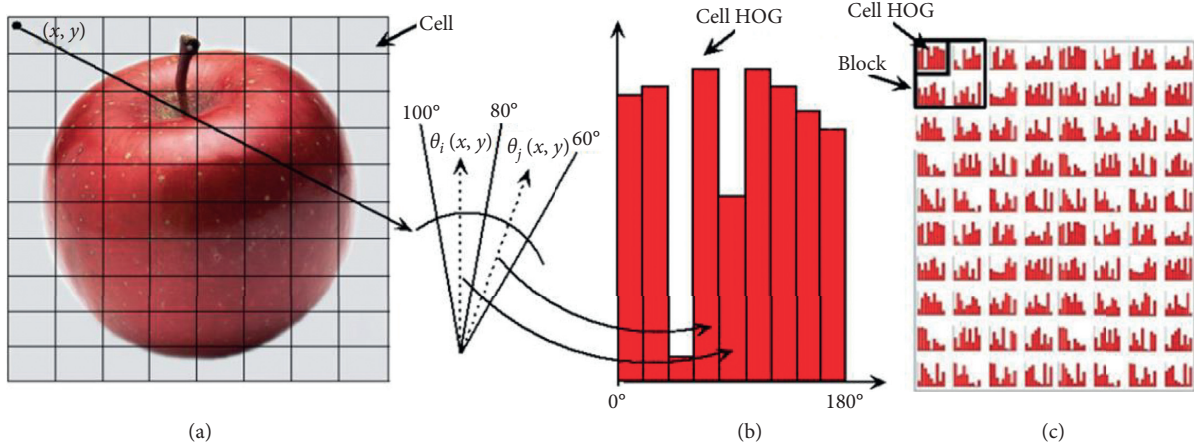 (x, y)
Cell
100°
80°
60°
θi (x, y)
θj (x, y)
Cell HOG
0°
180°
Cell HOG
Block
(a)
(b)
(c)